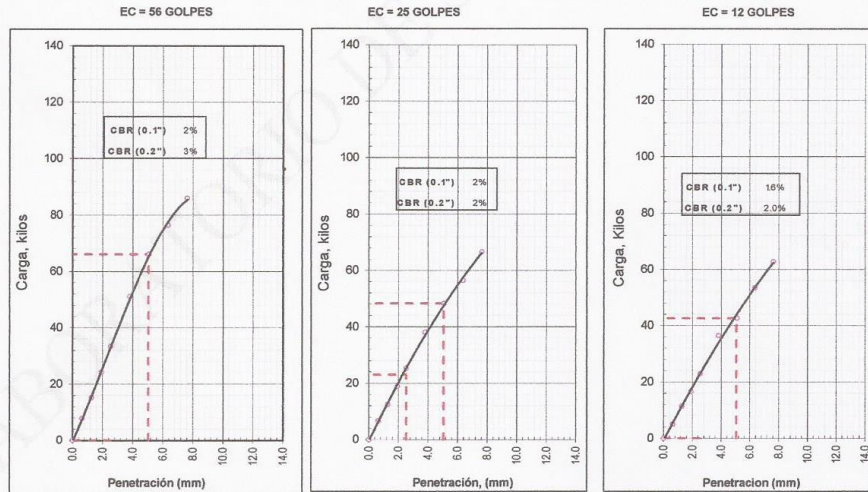 EC = 56 GOLPES
140
120
100
80
60
40
20
0
Carga, kilos
CBR (0.1") 2%
CBR (0.2") 3%
0.0 2.0 4.0 6.0 8.0 10.0 12.0 14.0
Penetración (mm)
EC = 25 GOLPES
140
120
100
80
60
40
20
0
Carga, kilos
CBR (0.1") 2%
CBR (0.2") 2%
0.0 2.0 4.0 6.0 8.0 10.0 12.0 14.0
Penetración, (mm)
EC = 12 GOLPES
140
120
100
80
60
40
20
0
Carga, kilos
CBR (0.1") 1.6%
CBR (0.2") 2.0%
0.0 2.0 4.0 6.0 8.0 10.0 12.0 14.0
Penetracion (mm)
ABORATORIO DE